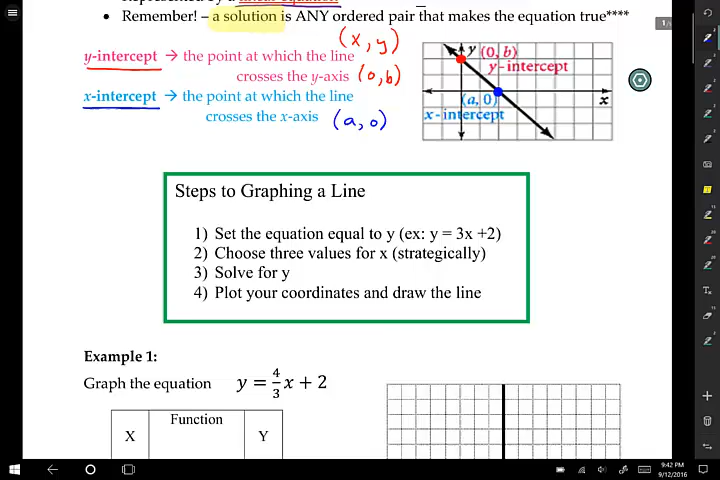 Remember! – a solution is ANY ordered pair that makes the equation true****
(x, y)
y-intercept → the point at which the line
crosses the y-axis (0, b)
x-intercept → the point at which the line
crosses the x-axis (a, 0)
y (0, b)
y-intercept
(a, 0) x
x-intercept
Steps to Graphing a Line
1) Set the equation equal to y (ex: y = 3x +2)
2) Choose three values for x (strategically)
3) Solve for y
4) Plot your coordinates and draw the line
Example 1:
Graph the equation y = 4/3 x + 2
Function
X Y
9:42 PM
9/12/2016